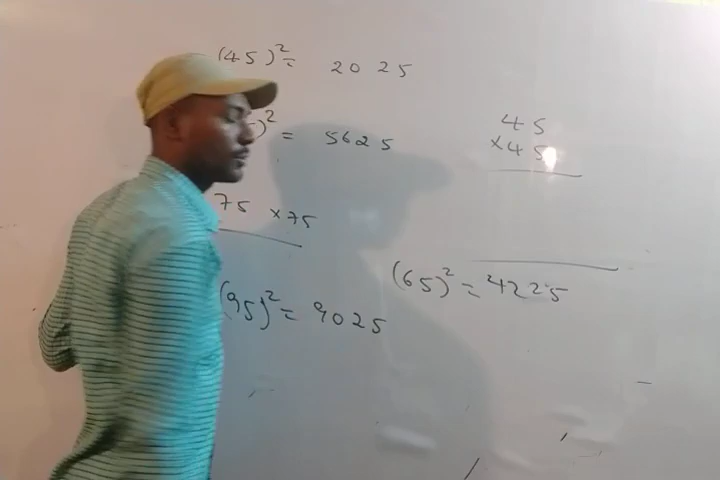 (45)² = 2025
)² = 5625
45
×45
75 ×75
(65)² = 4225
(95)² = 9025